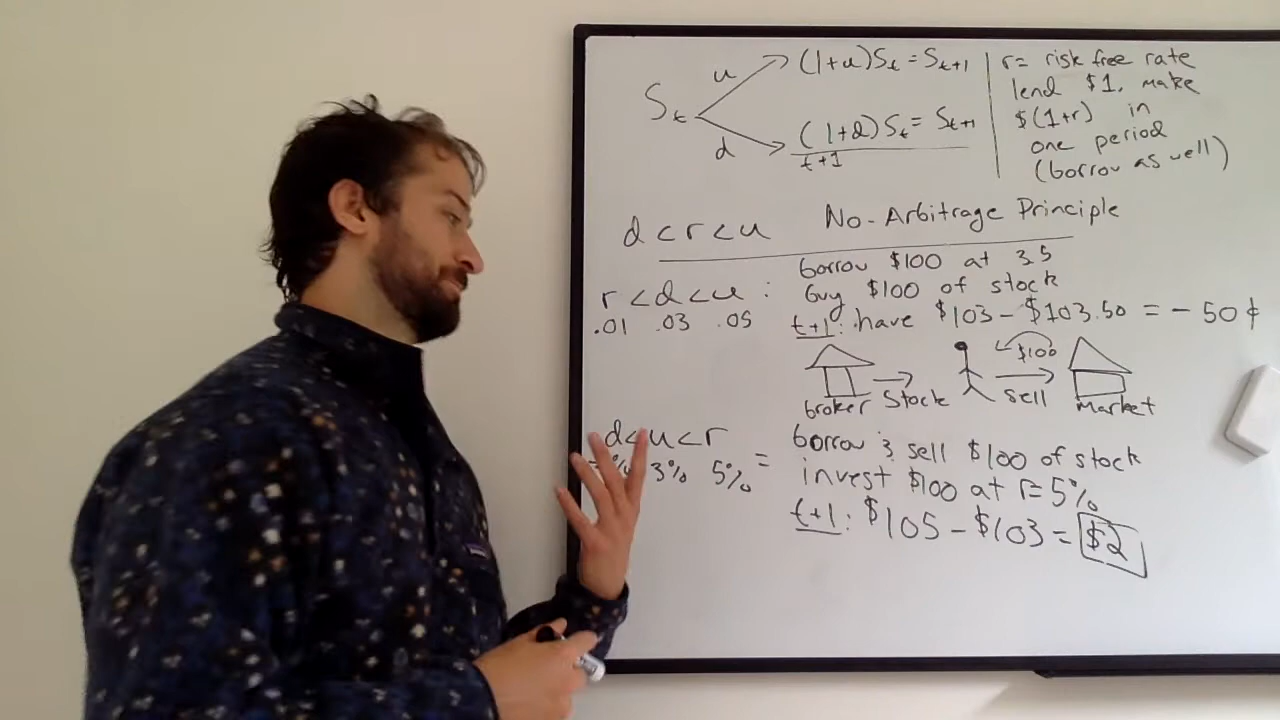 u
(1+u)S_t = S_t+1
S_t
d
(1+d)S_t = S_t+1
t+1
r = risk free rate
lend $1, make
$(1+r) in
one period
(borrow as well)
d<r<u No-Arbitrage Principle
r<d<u :
.01 .03 .05
borrow $100 at 3.5
buy $100 of stock
t+1: have $103 - $103.50 = - 50¢
$100
broker Stock sell market
d<u<r =
3% 5%
borrow & sell $100 of stock
invest $100 at r=5%
t+1: $105 - $103 = $2